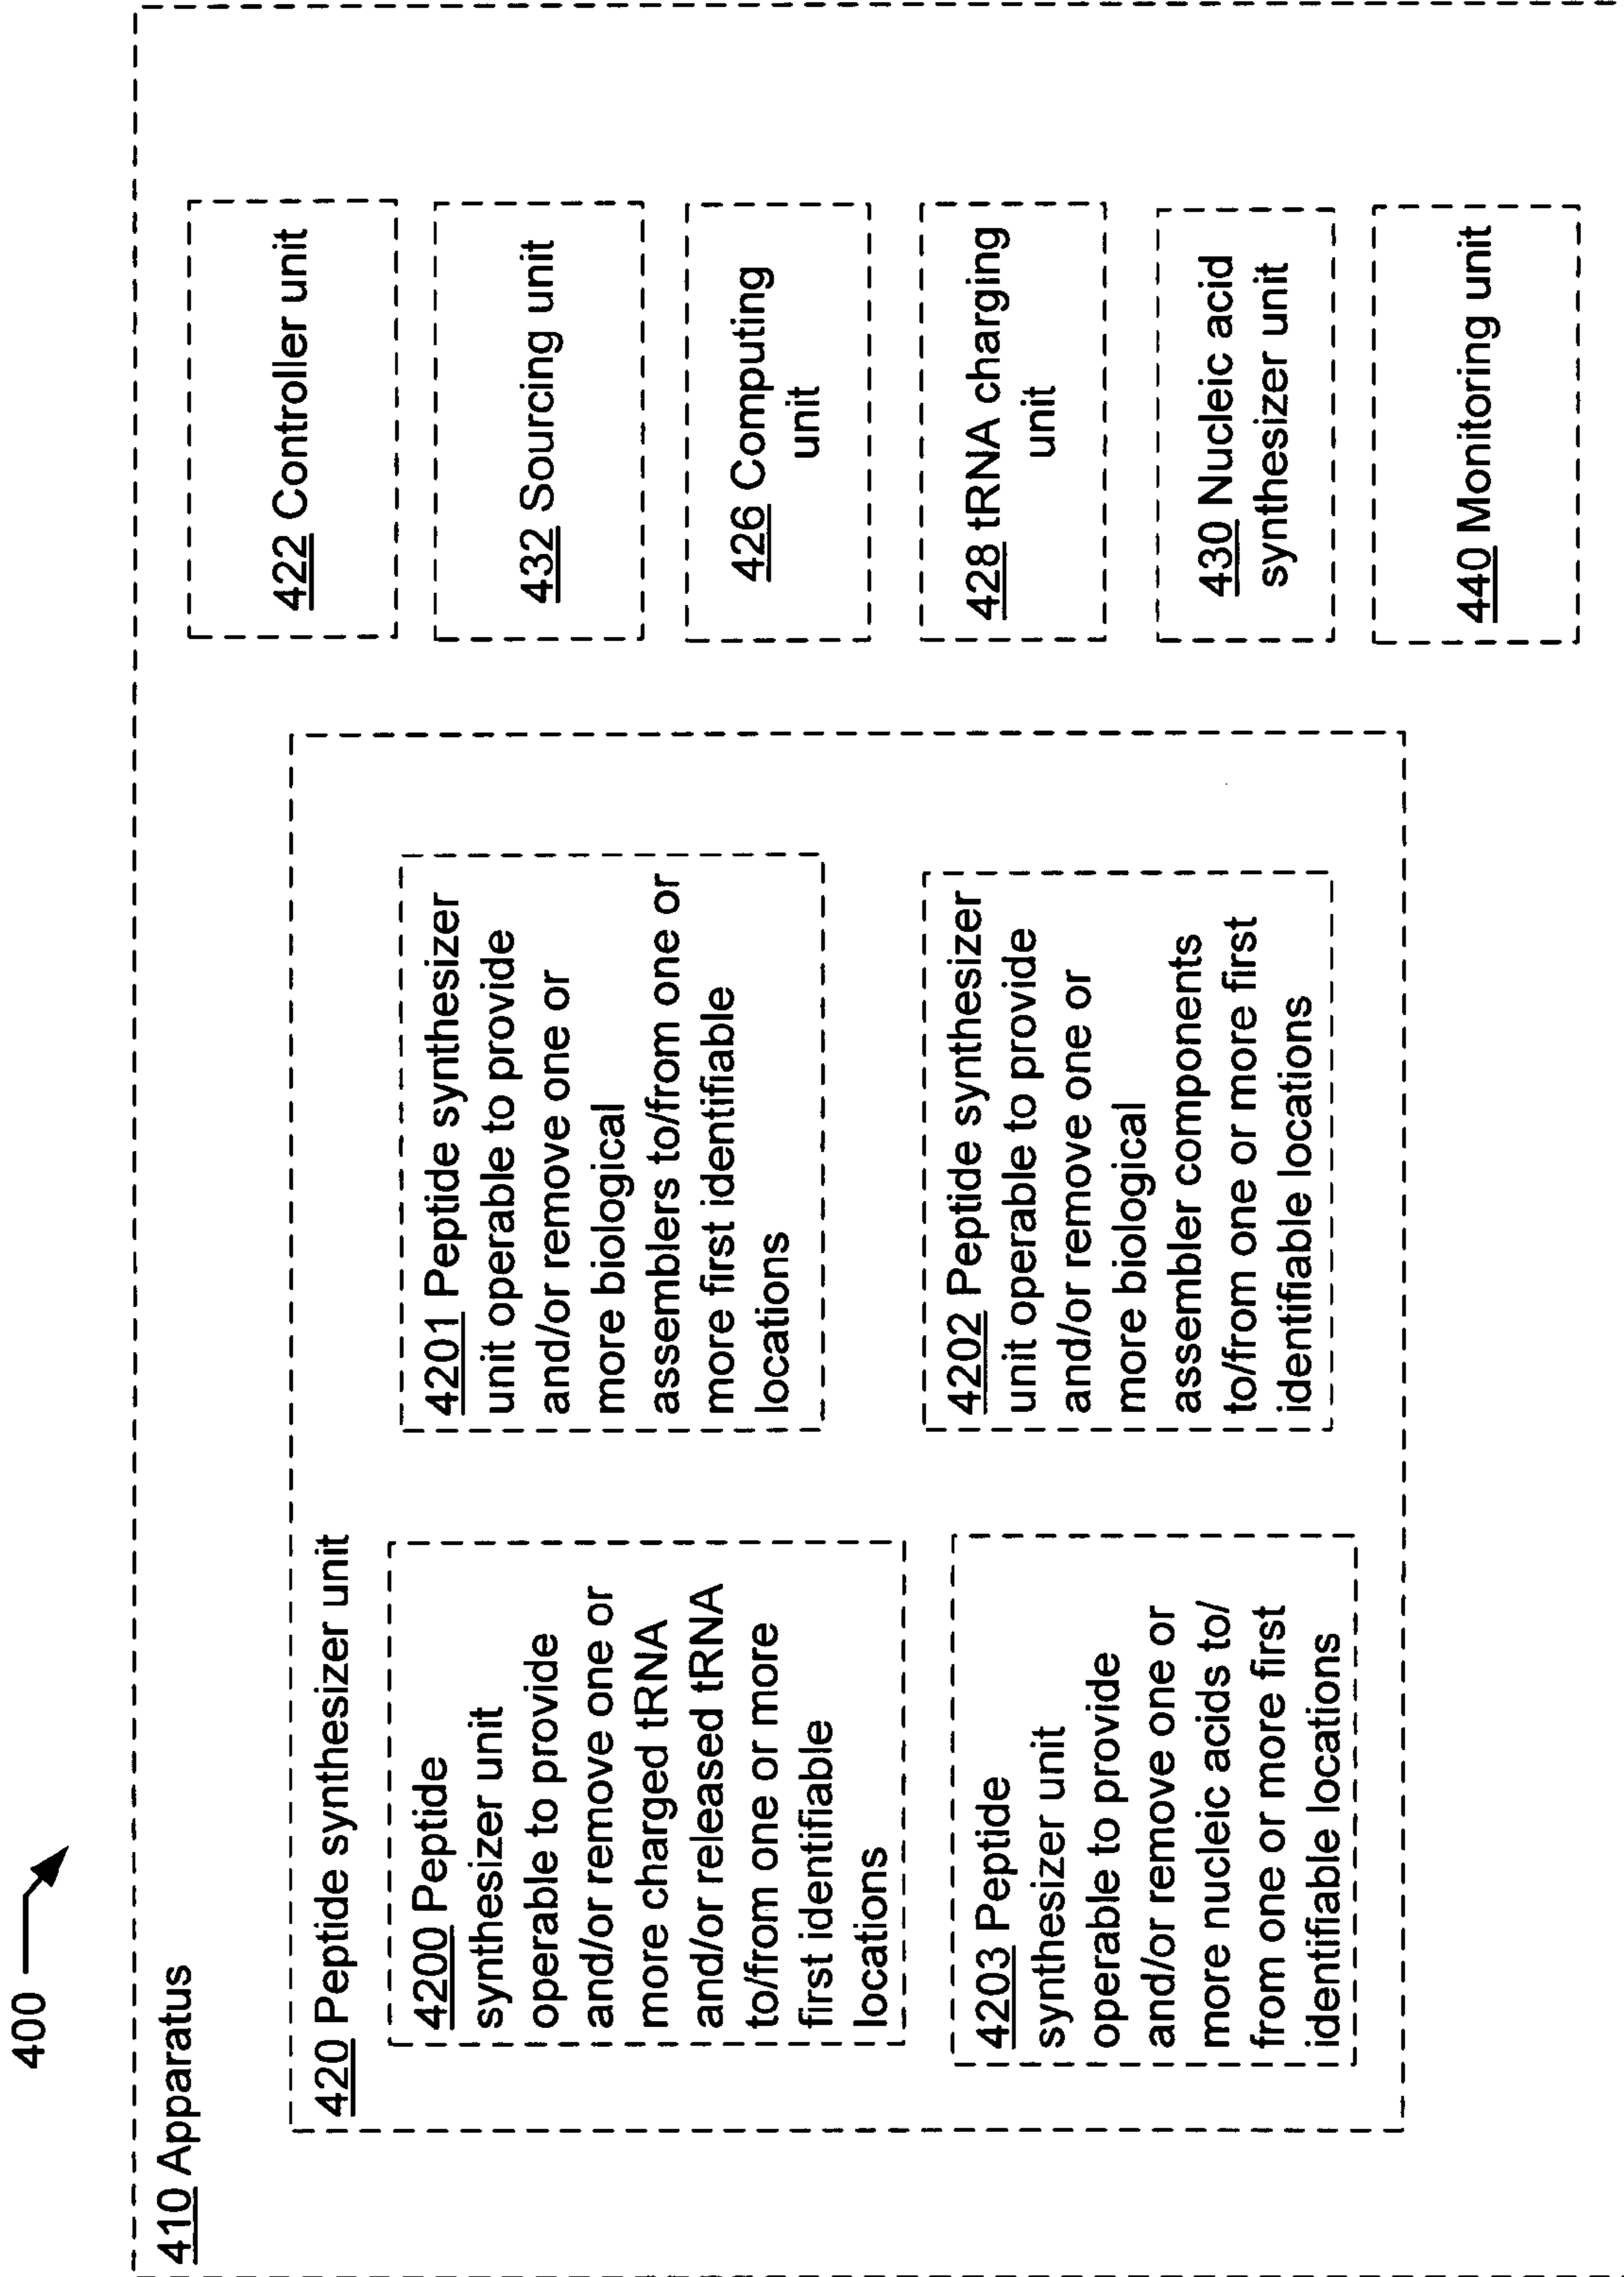 400
410 Apparatus
420 Peptide synthesizer unit
4200 Peptide
synthesizer unit
operable to provide
and/or remove one or
more charged tRNA
and/or released tRNA
to/from one or more
first identifiable
locations
4201 Peptide synthesizer
unit operable to provide
and/or remove one or
more biological
assemblers to/from one or
more first identifiable
locations
4203 Peptide
synthesizer unit
operable to provide
and/or remove one or
more nucleic acids to/
from one or more first
identifiable locations
4202 Peptide synthesizer
unit operable to provide
and/or remove one or
more biological
assembler components
to/from one or more first
identifiable locations
422 Controller unit
432 Sourcing unit
426 Computing
unit
428 tRNA charging
unit
430 Nucleic acid
synthesizer unit
440 Monitoring unit